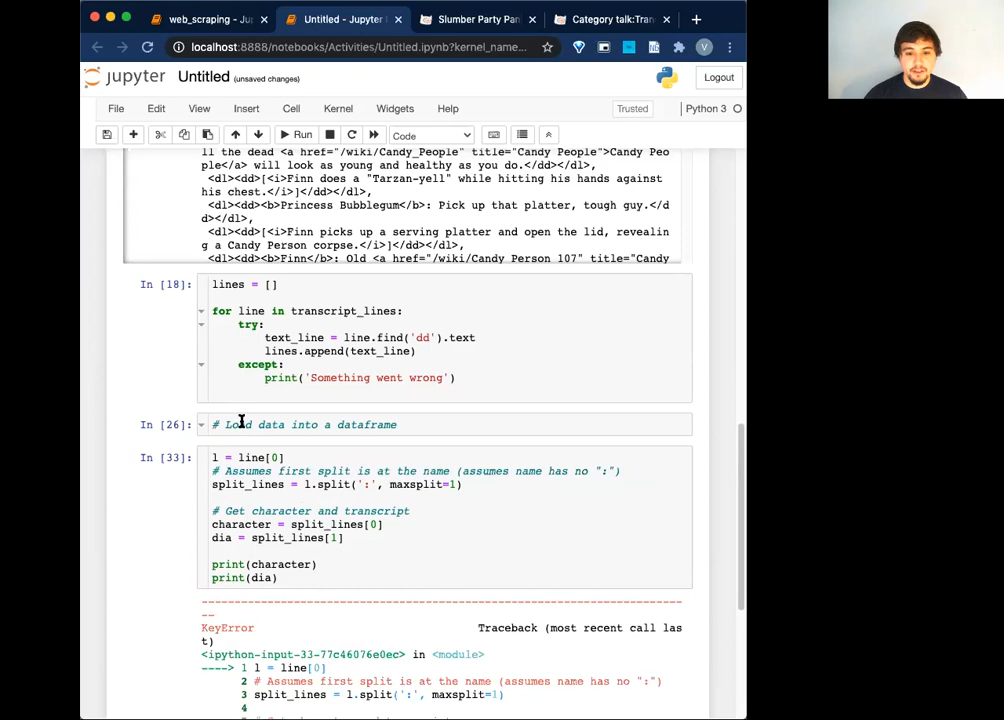 web_scraping - Ju
Untitled - Jupyter
Slumber Party Pan
Category talk:Tran
localhost:8888/notebooks/Activities/Untitled.ipynb?kernel_name...
V
jupyter Untitled (unsaved changes)
Logout
File Edit View Insert Cell Kernel Widgets Help
Trusted
Python 3
Run
Code
ll the dead <a href="/wiki/Candy_People" title="Candy People">Candy Peo
ple</a> will look as young and healthy as you do.</dd></dl>,
<dl><dd>[<i>Finn does a "Tarzan-yell" while hitting his hands against
his chest.</i>]</dd></dl>,
<dl><dd><b>Princess Bubblegum</b>: Pick up that platter, tough guy.</d
d></dl>,
<dl><dd>[<i>Finn picks up a serving platter and open the lid, revealin
g a Candy Person corpse.</i>]</dd></dl>,
<dl><dd><b>Finn</b>: Old <a href="/wiki/Candy_Person_107" title="Candy
In [18]:
lines = []
for line in transcript_lines:
try:
text_line = line.find('dd').text
lines.append(text_line)
except:
print('Something went wrong')
In [26]:
# Load data into a dataframe
In [33]:
l = line[0]
# Assumes first split is at the name (assumes name has no ":")
split_lines = l.split(':', maxsplit=1)
# Get character and transcript
character = split_lines[0]
dia = split_lines[1]
print(character)
print(dia)
---------------------------------------------------------------------------
KeyError Traceback (most recent call las
t)
<ipython-input-33-77c46076e0ec> in <module>
----> 1 l = line[0]
2 # Assumes first split is at the name (assumes name has no ":")
3 split_lines = l.split(':', maxsplit=1)
4